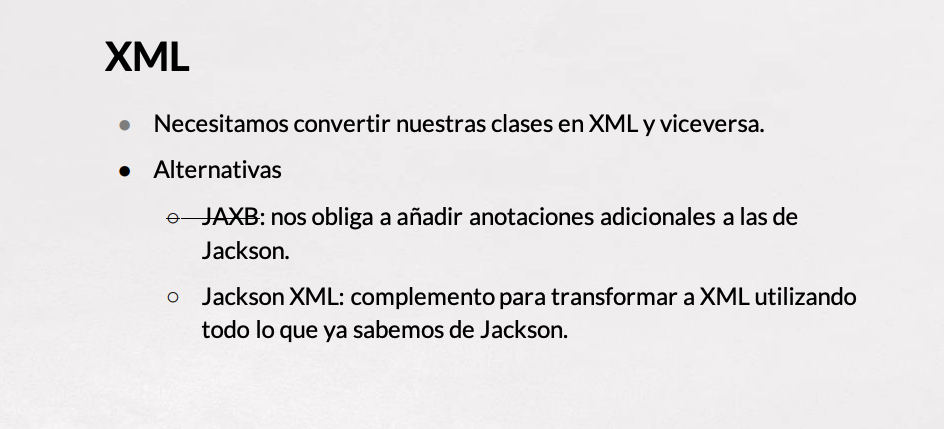 XML
● Necesitamos convertir nuestras clases en XML y viceversa.
● Alternativas
○ JAXB: nos obliga a añadir anotaciones adicionales a las de
Jackson.
○ Jackson XML: complemento para transformar a XML utilizando
todo lo que ya sabemos de Jackson.